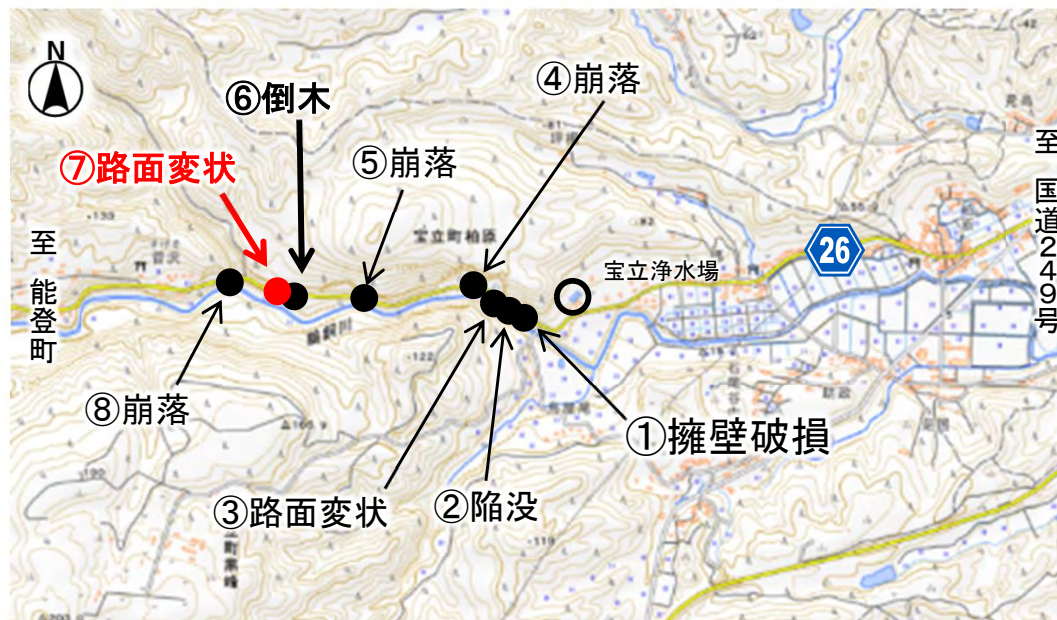 N
④崩落
⑥倒木
⑤崩落
⑦路面変状
至 国道249号
宝立町柏原
26
宝立浄水場
至 能登町
⑧崩落
①擁壁破損
③路面変状
②陥没